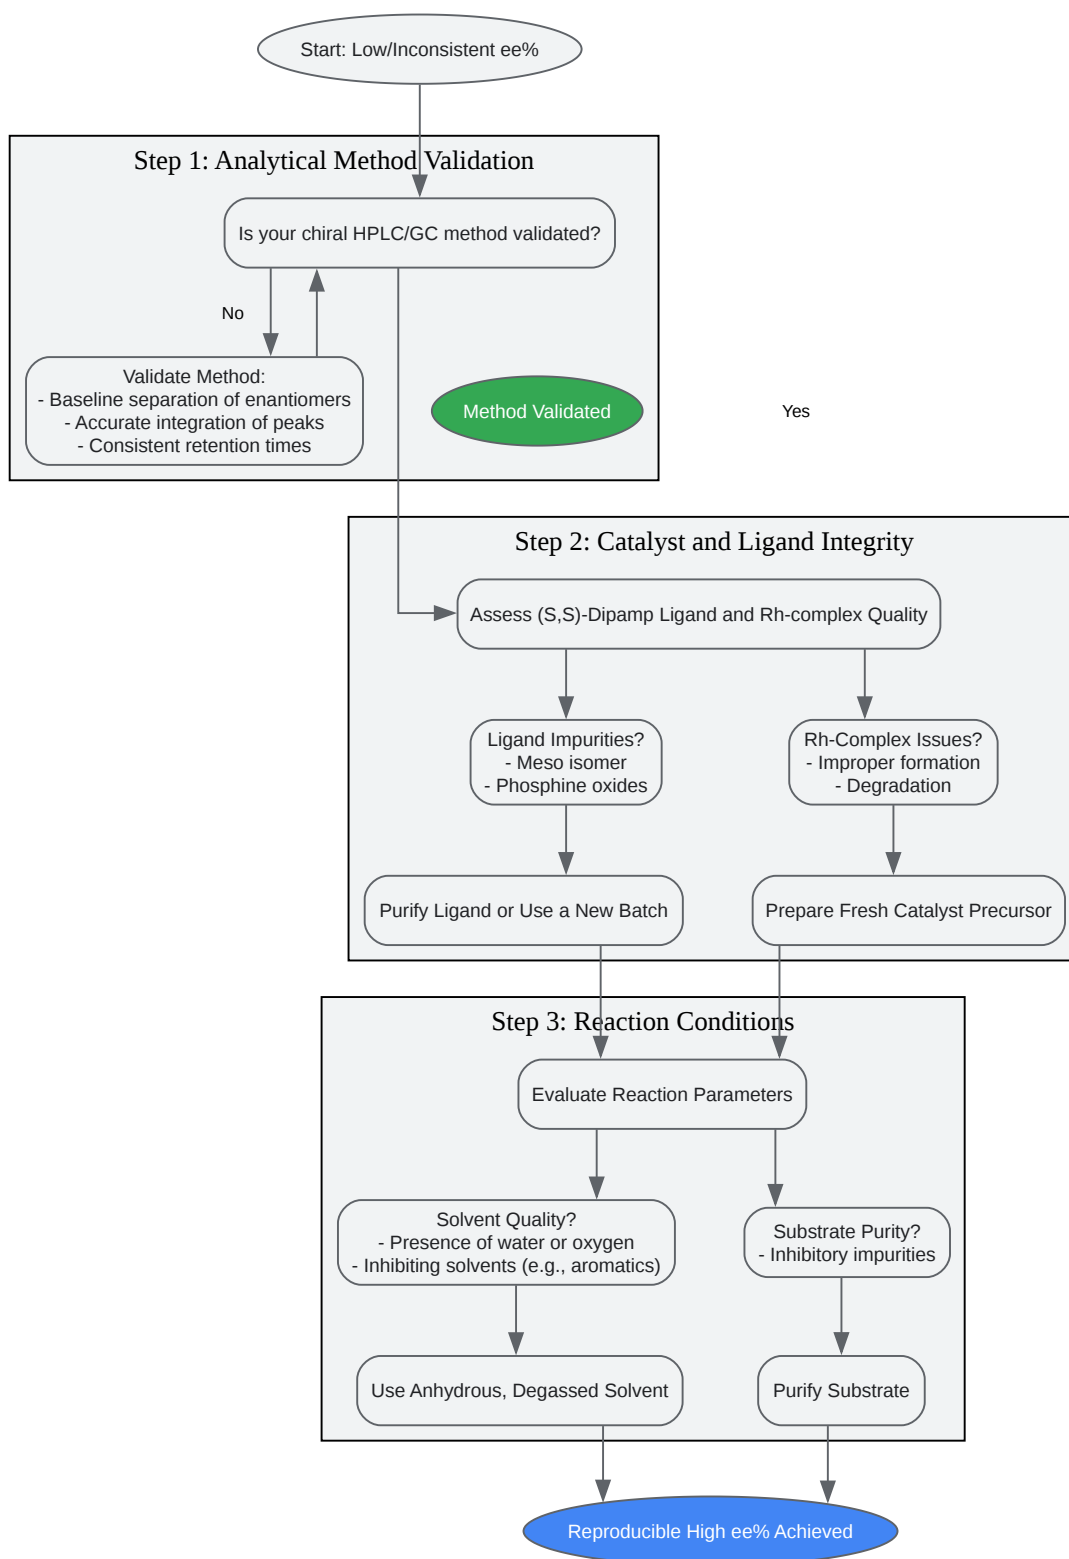 Start: Low/Inconsistent ee%
Step 1: Analytical Method Validation
Is your chiral HPLC/GC method validated?
No
Validate Method:
- Baseline separation of enantiomers
- Accurate integration of peaks
- Consistent retention times
Method Validated
Yes
Step 2: Catalyst and Ligand Integrity
Assess (S,S)-Dipamp Ligand and Rh-complex Quality
Ligand Impurities?
- Meso isomer
- Phosphine oxides
Rh-Complex Issues?
- Improper formation
- Degradation
Purify Ligand or Use a New Batch
Prepare Fresh Catalyst Precursor
Step 3: Reaction Conditions
Evaluate Reaction Parameters
Solvent Quality?
- Presence of water or oxygen
- Inhibiting solvents (e.g., aromatics)
Substrate Purity?
- Inhibitory impurities
Use Anhydrous, Degassed Solvent
Purify Substrate
Reproducible High ee% Achieved